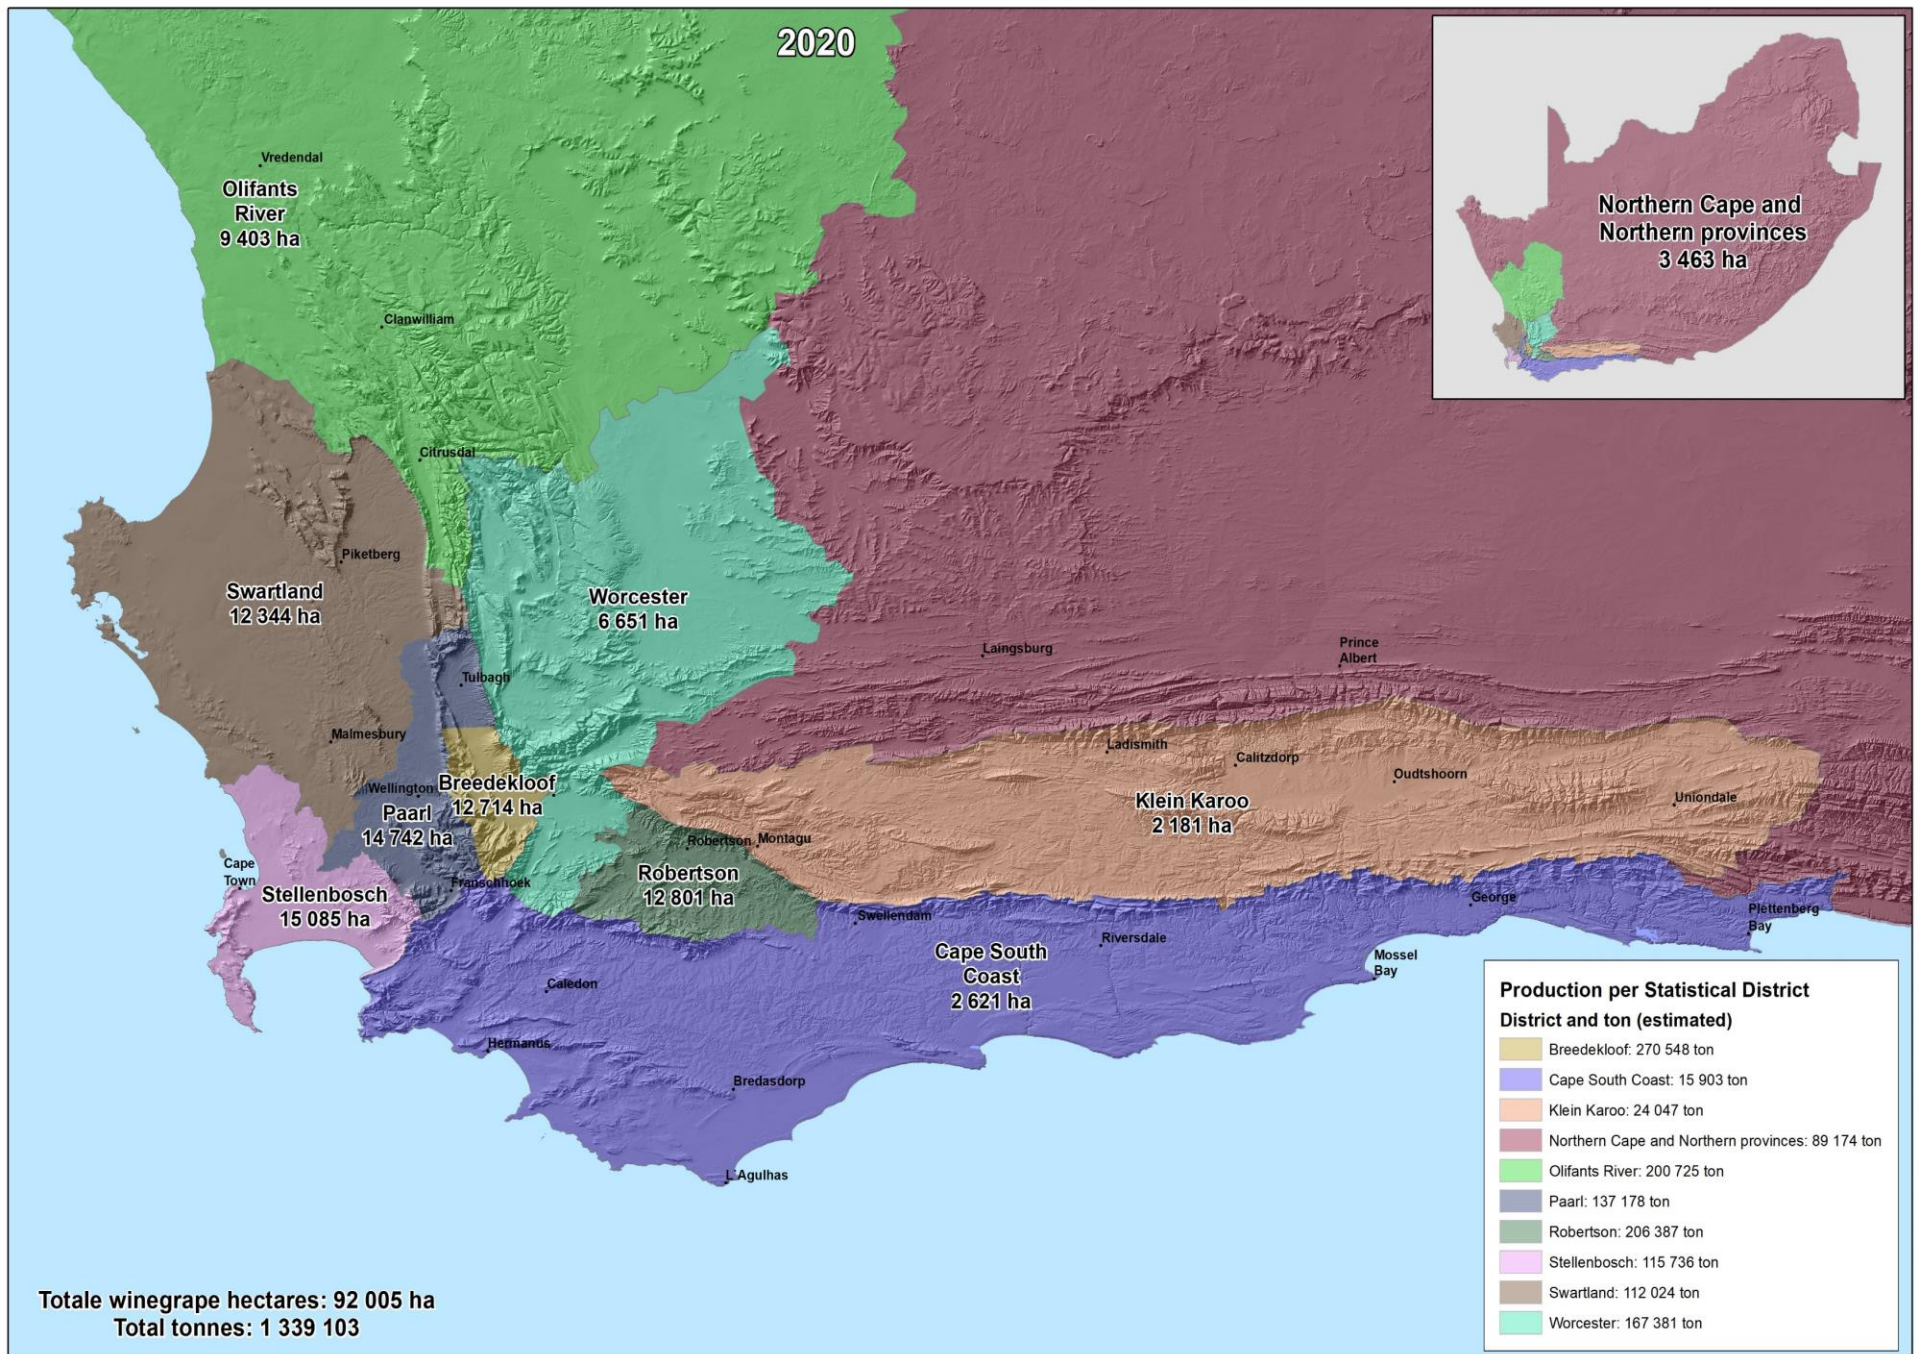 2020
Northern Cape and
Northern provinces
3 463 ha
Vredendal
Olifants
River
9 403 ha
Clanwilliam
Citrusdal
Piketberg
Swartland
12 344 ha
Worcester
6 651 ha
Laingsburg
Prince
Albert
Tulbagh
Malmesbury
Ladismith
Calitzdorp
Oudtshoorn
Uniondale
Breedekloof
12 714 ha
Wellington
Paarl
14 742 ha
Klein Karoo
2 181 ha
Robertson
Montagu
Cape
Town
Stellenbosch
15 085 ha
Franschhoek
Robertson
12 801 ha
Swellendam
George
Plettenberg
Bay
Riversdale
Cape South
Coast
2 621 ha
Mossel
Bay
Caledon
Hermanus
Bredasdorp
L'Agulhas
Production per Statistical District
District and ton (estimated)
Breedekloof: 270 548 ton
Cape South Coast: 15 903 ton
Klein Karoo: 24 047 ton
Northern Cape and Northern provinces: 89 174 ton
Olifants River: 200 725 ton
Paarl: 137 178 ton
Robertson: 206 387 ton
Stellenbosch: 115 736 ton
Swartland: 112 024 ton
Worcester: 167 381 ton
Totale winegrape hectares: 92 005 ha
Total tonnes: 1 339 103